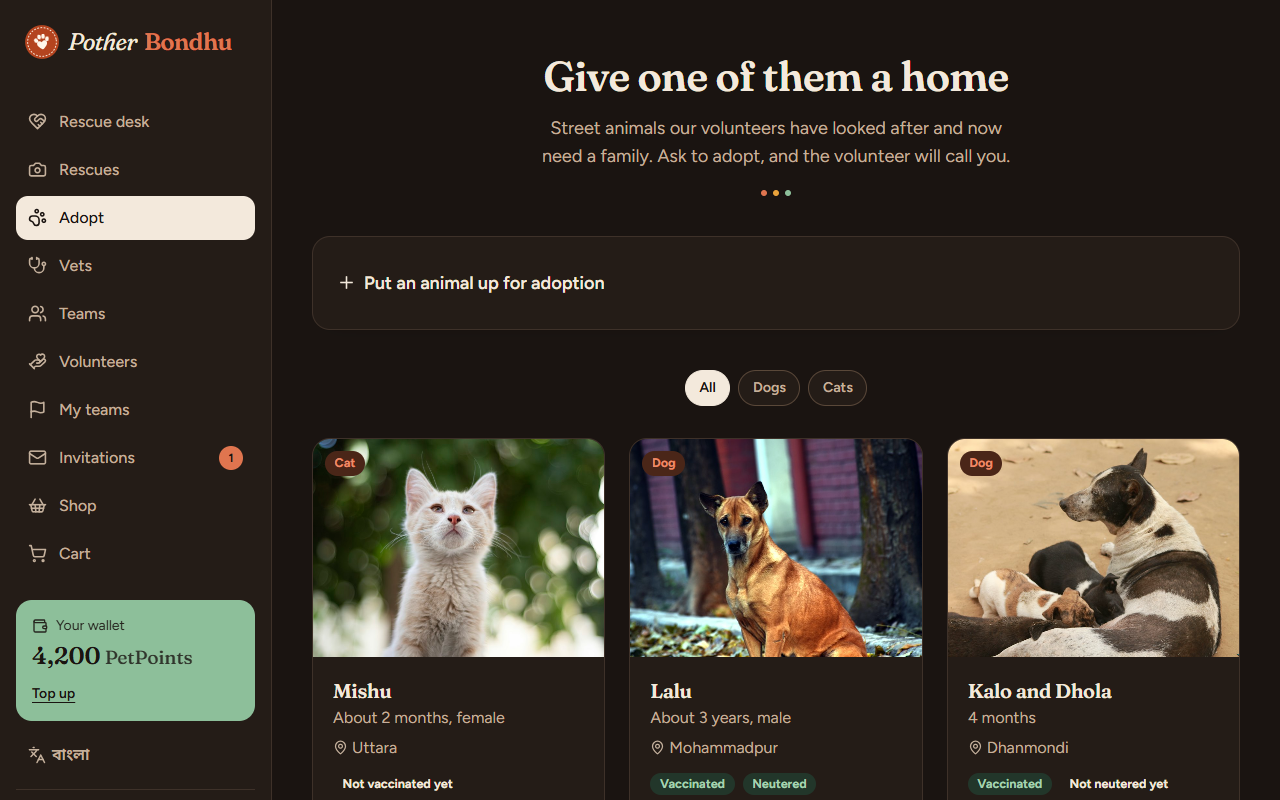 Pother Bondhu
Rescue desk
Rescues
Adopt
Vets
Teams
Volunteers
My teams
Invitations 1
Shop
Cart
Your wallet
4,200 PetPoints
Top up
বাংলা
Give one of them a home
Street animals our volunteers have looked after and now
need a family. Ask to adopt, and the volunteer will call you.
Put an animal up for adoption
All Dogs Cats
Cat
Mishu
About 2 months, female
Uttara
Not vaccinated yet
Dog
Lalu
About 3 years, male
Mohammadpur
Vaccinated Neutered
Dog
Kalo and Dhola
4 months
Dhanmondi
Vaccinated Not neutered yet